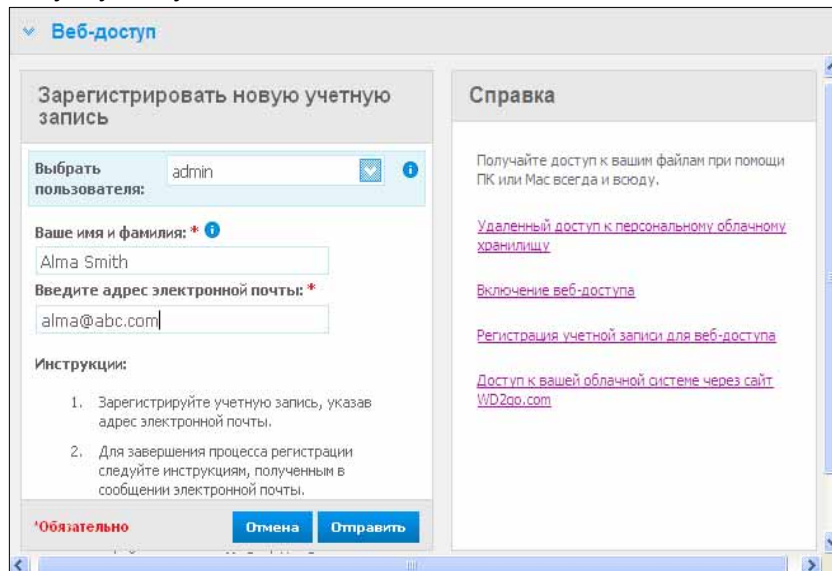 Веб-доступ
Зарегистрировать новую учетную
запись
Выбрать
пользователя:
admin
Ваше имя и фамилия: *
Alma Smith
Введите адрес электронной почты: *
alma@abc.com
Инструкции:
1. Зарегистрируйте учетную запись, указав
адрес электронной почты.
2. Для завершения процесса регистрации
следуйте инструкциям, полученным в
сообщении электронной почты.
*Обязательно
Отмена
Отправить
Справка
Получайте доступ к вашим файлам при помощи
ПК или Mac всегда и всюду.
Удаленный доступ к персональному облачному
хранилищу
Включение веб-доступа
Регистрация учетной записи для веб-доступа
Доступ к вашей облачной системе через сайт
WD2go.com